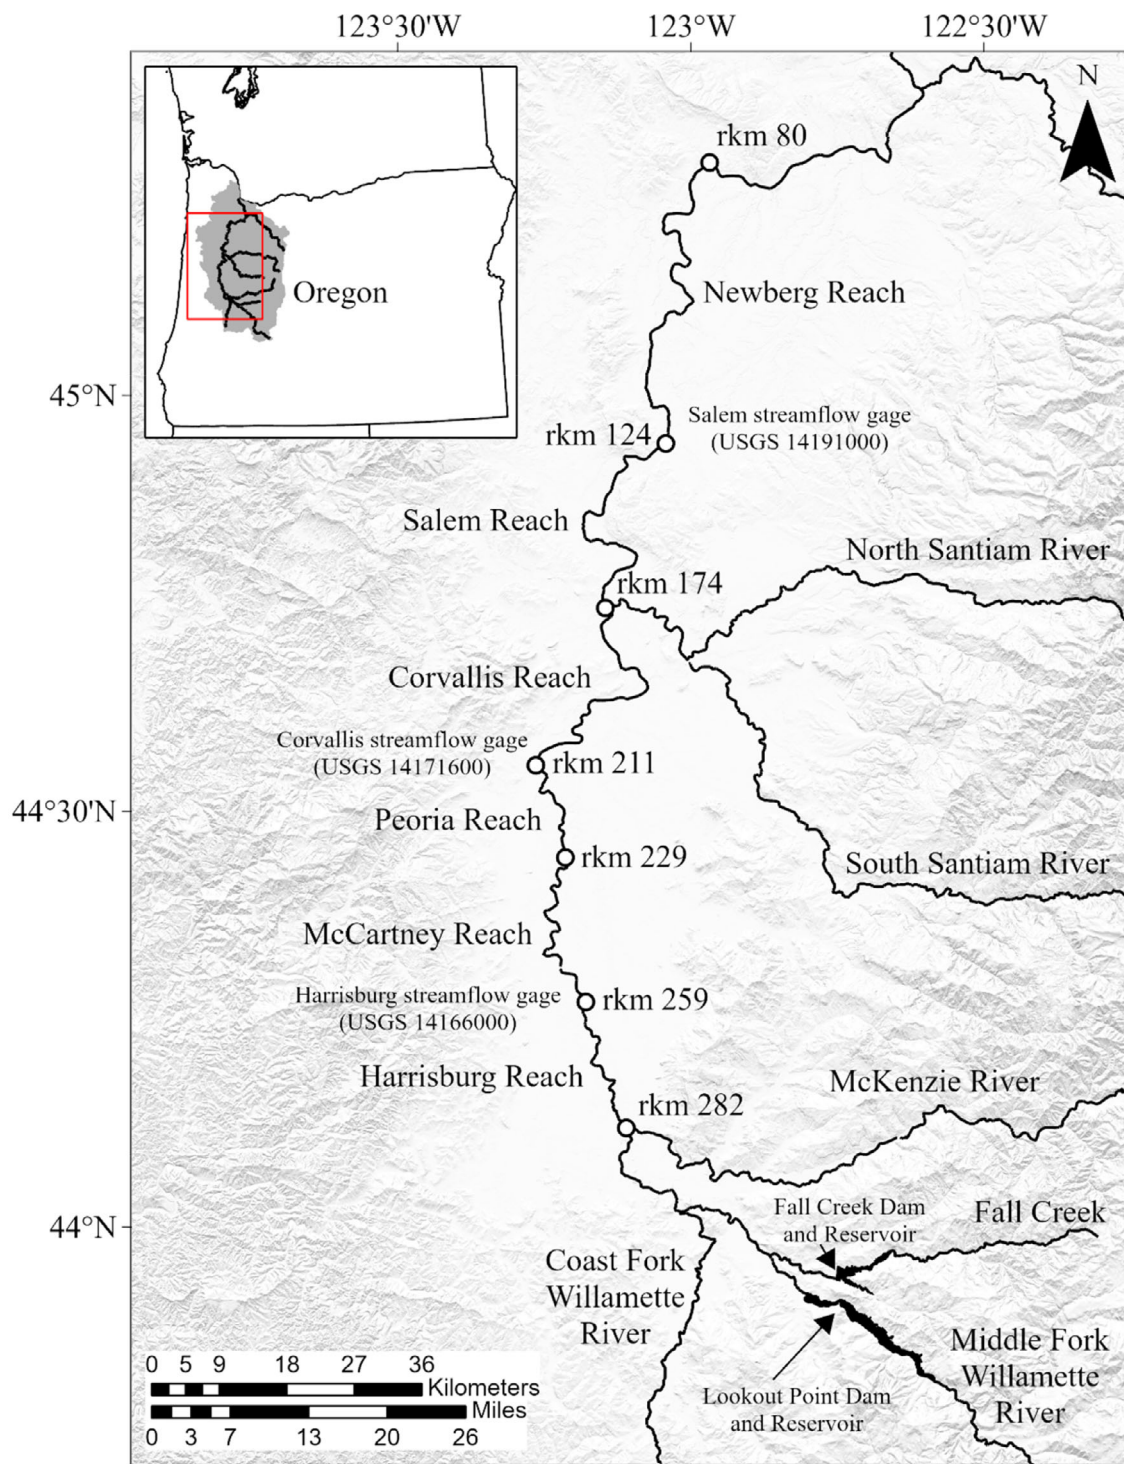 123°30'W
123°W
122°30'W
N
rkm 80
Oregon
Newberg Reach
45°N
Salem streamflow gage
(USGS 14191000)
rkm 124
Salem Reach
North Santiam River
rkm 174
Corvallis Reach
Corvallis streamflow gage
(USGS 14171600)
rkm 211
44°30'N
Peoria Reach
rkm 229
South Santiam River
McCartney Reach
Harrisburg streamflow gage
(USGS 14166000)
rkm 259
Harrisburg Reach
McKenzie River
rkm 282
Fall Creek Dam
and Reservoir
Fall Creek
44°N
Coast Fork
Willamette
River
Middle Fork
Willamette
River
Lookout Point Dam
and Reservoir
0 5 9 18 27 36
Kilometers
Miles
0 3 7 13 20 26